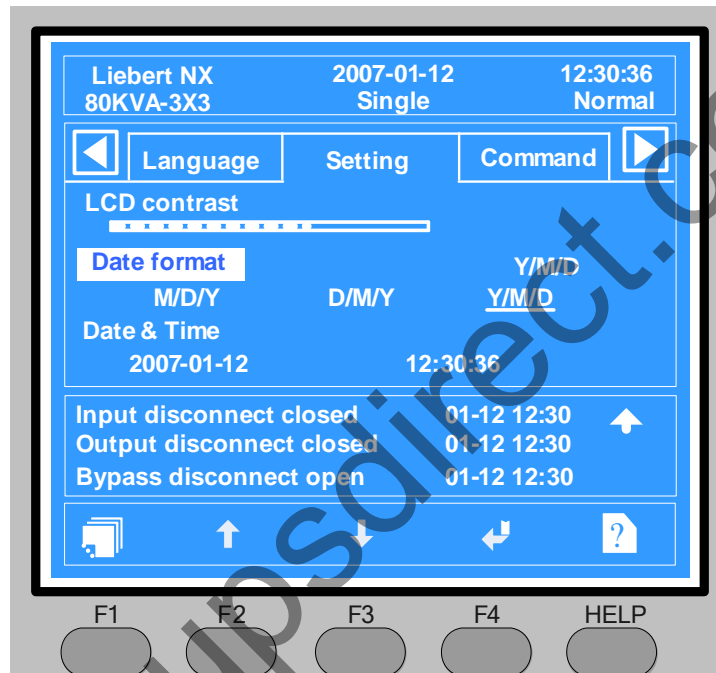 Liebert NX 2007-01-12 12:30:36
80KVA-3X3 Single Normal
Language Setting Command
LCD contrast
Date format Y/M/D
M/D/Y D/M/Y Y/M/D
Date & Time
2007-01-12 12:30:36
Input disconnect closed 01-12 12:30
Output disconnect closed 01-12 12:30
Bypass disconnect open 01-12 12:30
?
F1 F2 F3 F4 HELP
upsdirect.c